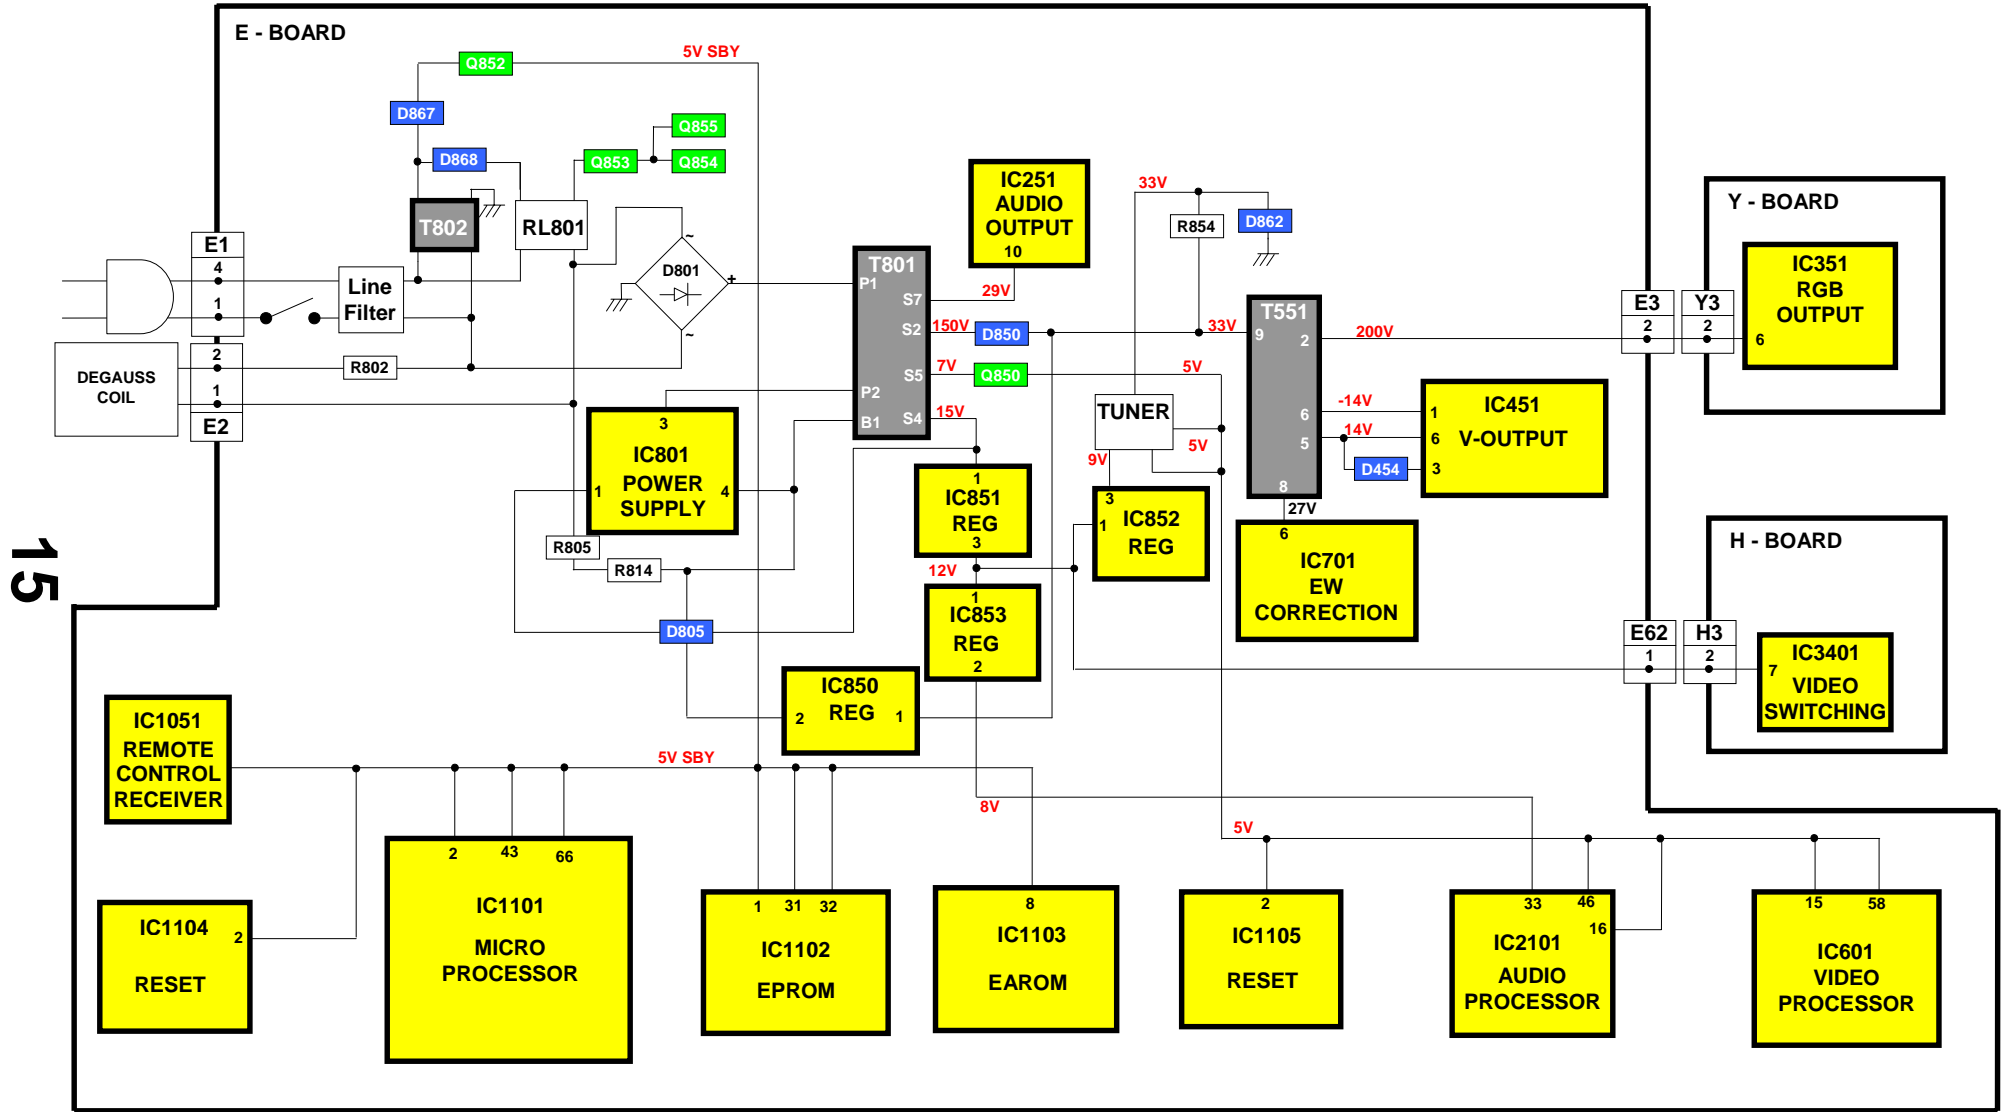 E - BOARD
5V SBY
Q852
D867
Q855
D868
Q853
Q854
T802
RL801
E1
4
1
Line
Filter
D801
~
+
~
DEGAUSS
COIL
2
1
E2
R802
T801
P1
S7
S2
S5
P2
B1
S4
29V
150V
D850
7V
Q850
15V
IC251
AUDIO
OUTPUT
10
33V
R854
D862
33V
5V
T551
9
2
6
5
8
200V
-14V
14V
27V
E3
2
Y3
2
Y - BOARD
IC351
RGB
OUTPUT
6
TUNER
5V
9V
IC451
V-OUTPUT
1
6
3
D454
3
IC801
POWER
SUPPLY
1
4
R805
R814
D805
1
IC851
REG
3
12V
3
1
IC852
REG
1
IC853
REG
2
6
IC701
EW
CORRECTION
H - BOARD
E62
1
H3
2
IC3401
7
VIDEO
SWITCHING
IC850
REG
2
1
15
IC1051
REMOTE
CONTROL
RECEIVER
5V SBY
8V
5V
IC1104
2
RESET
2
43
66
IC1101
MICRO
PROCESSOR
1
31
32
IC1102
EPROM
8
IC1103
EAROM
2
IC1105
RESET
33
46
16
IC2101
AUDIO
PROCESSOR
15
58
IC601
VIDEO
PROCESSOR